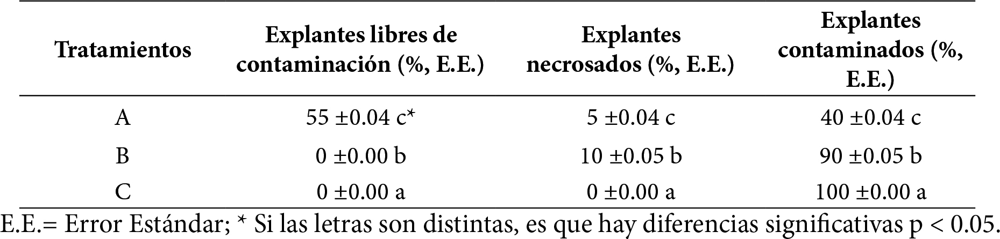 Tratamientos Explantes libres de contaminación (%, E.E.) Explantes necrosados (%, E.E.) Explantes contaminados (%, E.E.)
A 55 ±0.04 c* 5 ±0.04 c 40 ±0.04 c
B 0 ±0.00 b 10 ±0.05 b 90 ±0.05 b
C 0 ±0.00 a 0 ±0.00 a 100 ±0.00 a
E.E.= Error Estándar; * Si las letras son distintas, es que hay diferencias significativas p < 0.05.